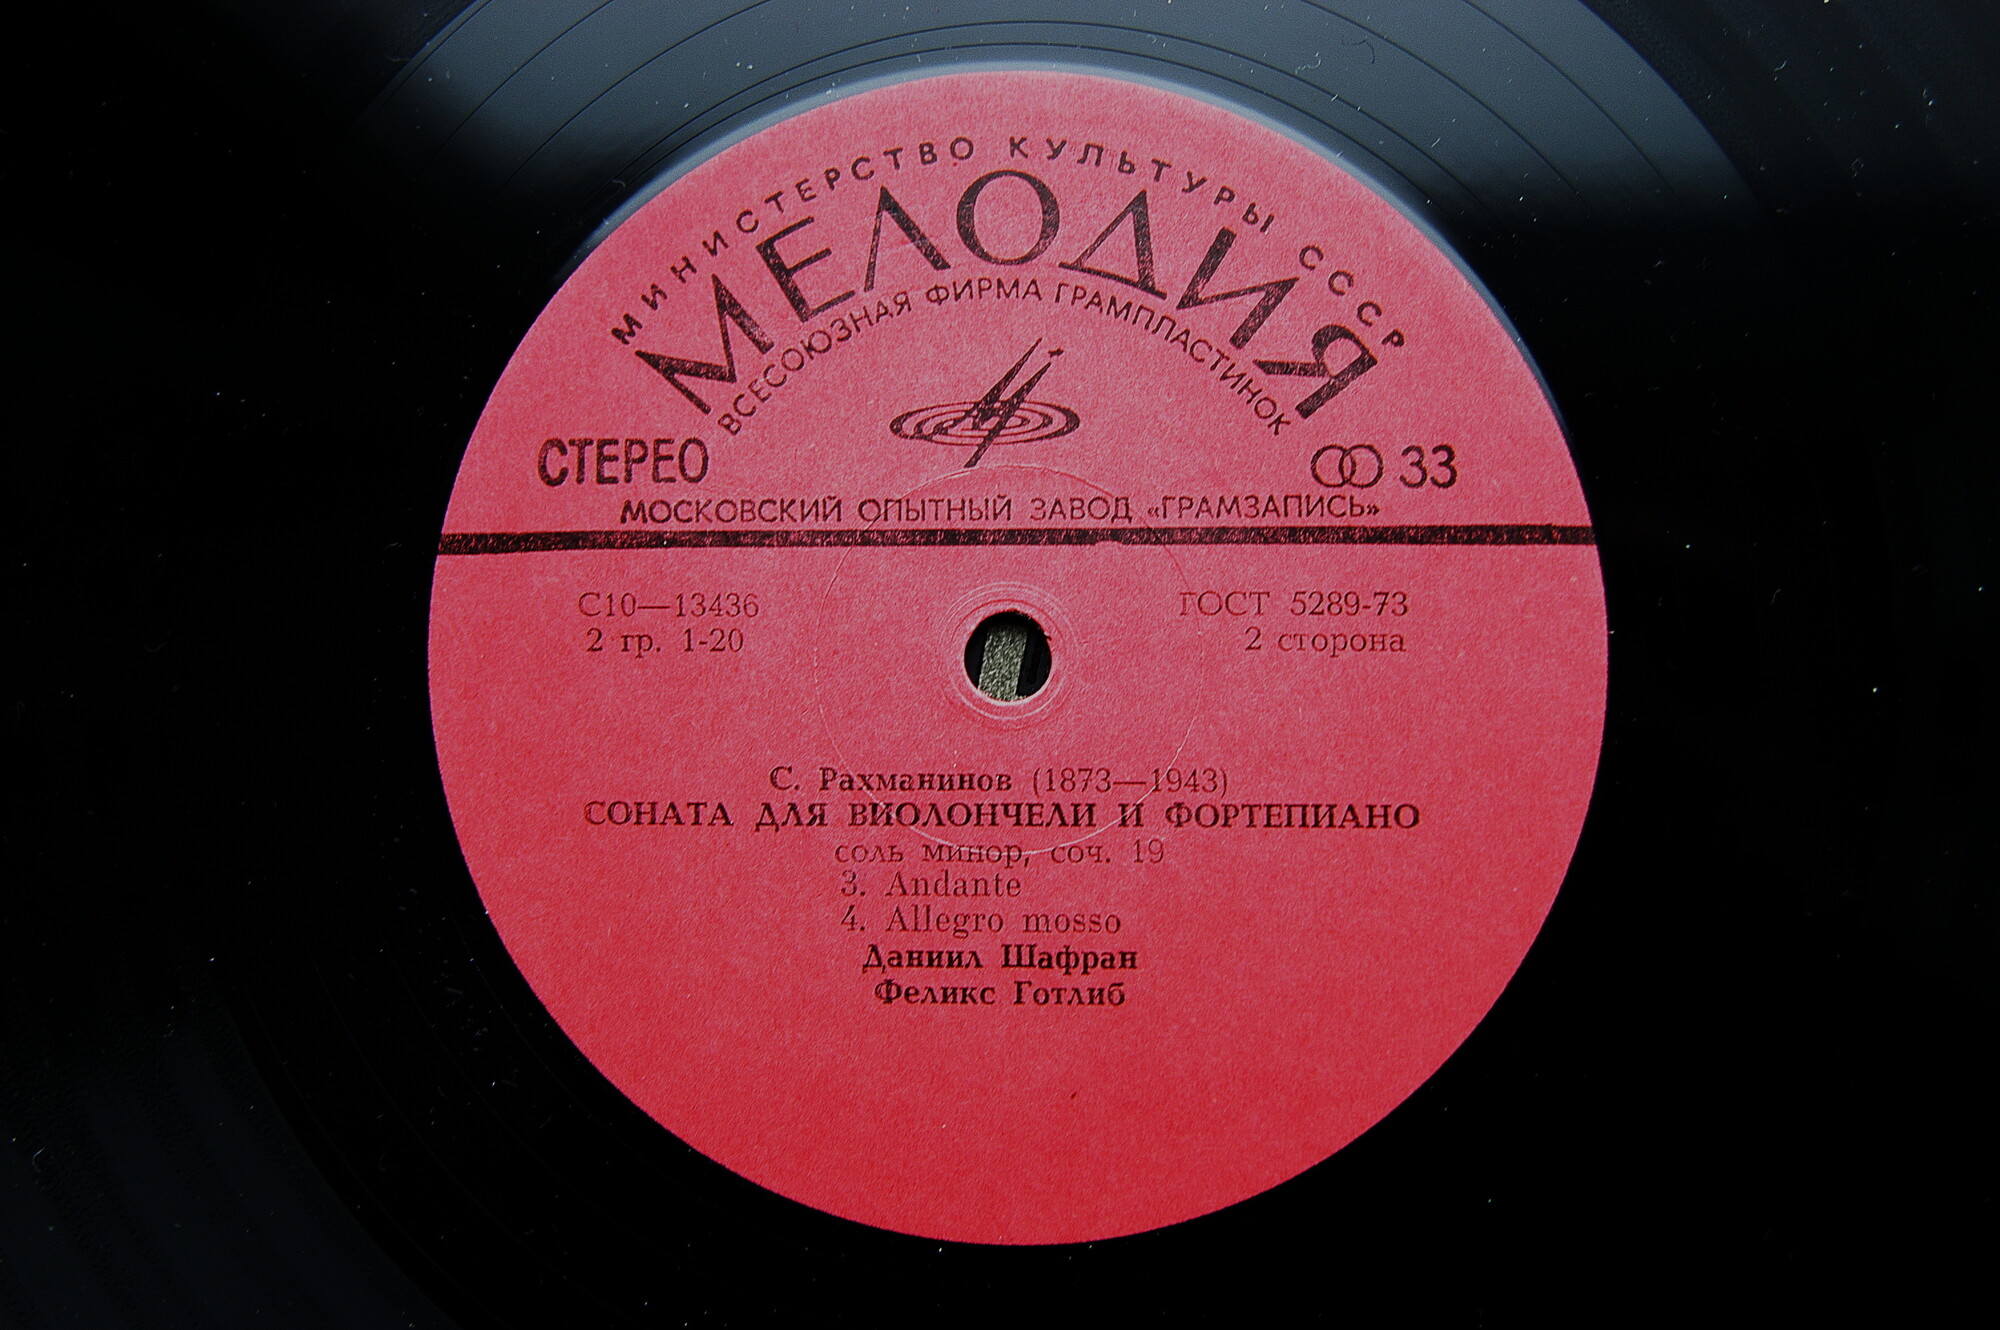 МИНИСТЕРСТВО КУЛЬТУРЫ СССР
МЕЛОДИЯ
ВСЕСОЮЗНАЯ ФИРМА ГРАМПЛАСТИНОК
СТЕРЕО
33
МОСКОВСКИЙ ОПЫТНЫЙ ЗАВОД «ГРАМЗАПИСЬ»
С10—13436
ГОСТ 5289-73
2 гр. 1-20
2 сторона
С. Рахманинов (1873—1943)
СОНАТА ДЛЯ ВИОЛОНЧЕЛИ И ФОРТЕПИАНО
соль минор, соч. 19
3. Andante
4. Allegro mosso
Даниил Шафран
Феликс Готлиб